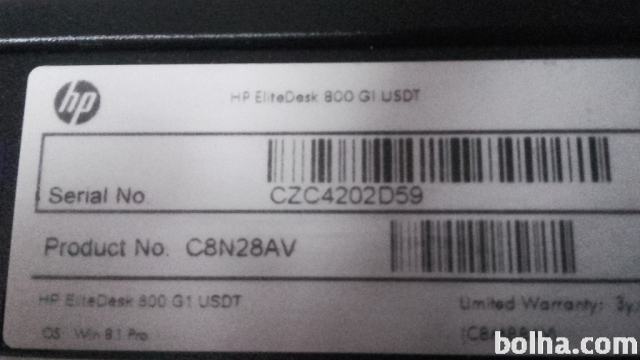 hp
HP EliteDesk 800 G1 USDT
Serial No CZC4202D59
Product No. C8N28AV
HP EliteDesk 800 G1 USDT
Limited Warranty: 3y
OS Win 8.1 Pro
bolha.com